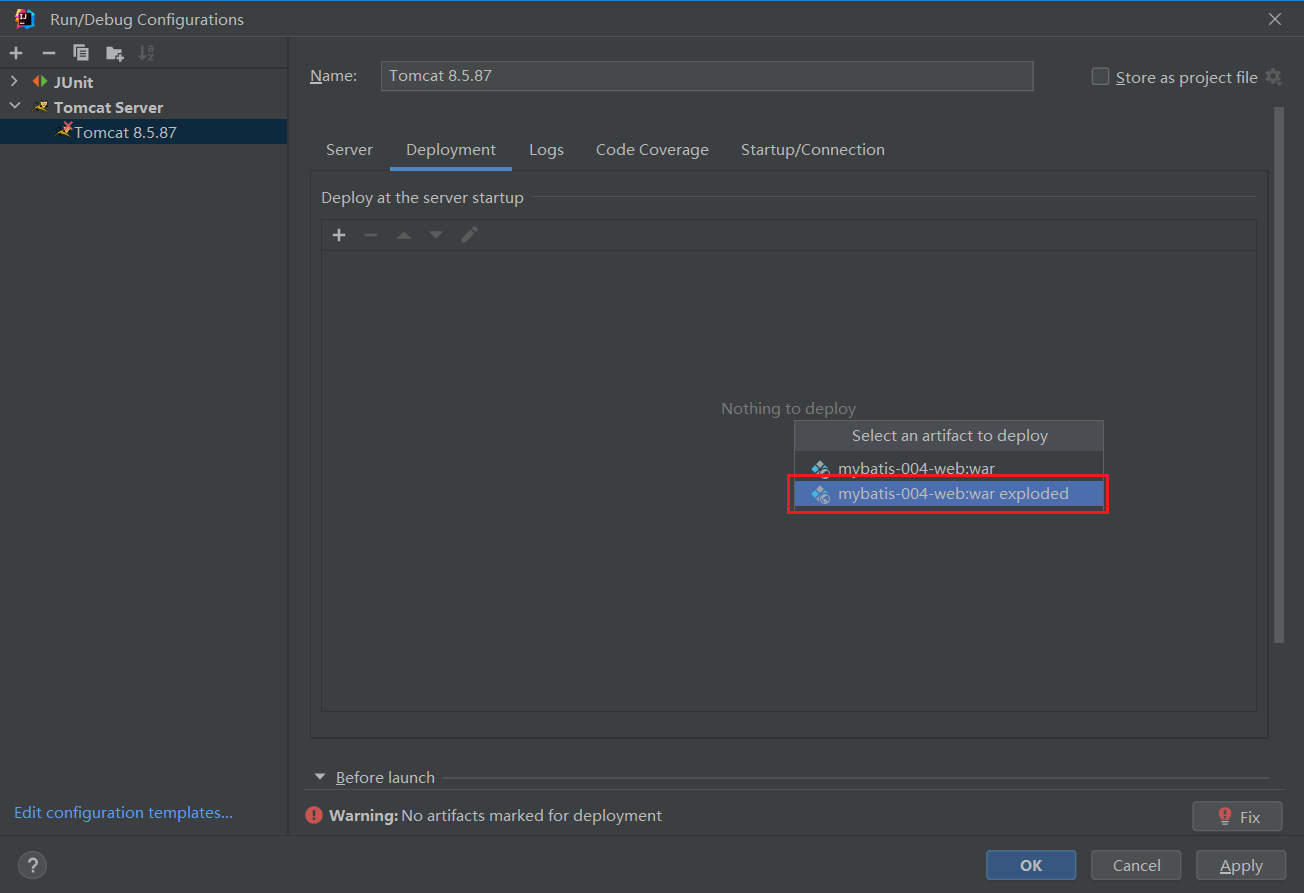 Run/Debug Configurations
JUnit
Tomcat Server
Tomcat 8.5.87
Name:
Tomcat 8.5.87
Store as project file
Server
Deployment
Logs
Code Coverage
Startup/Connection
Deploy at the server startup
Nothing to deploy
Select an artifact to deploy
mybatis-004-web:war
mybatis-004-web:war exploded
Before launch
Edit configuration templates...
Warning: No artifacts marked for deployment
Fix
?
OK
Cancel
Apply